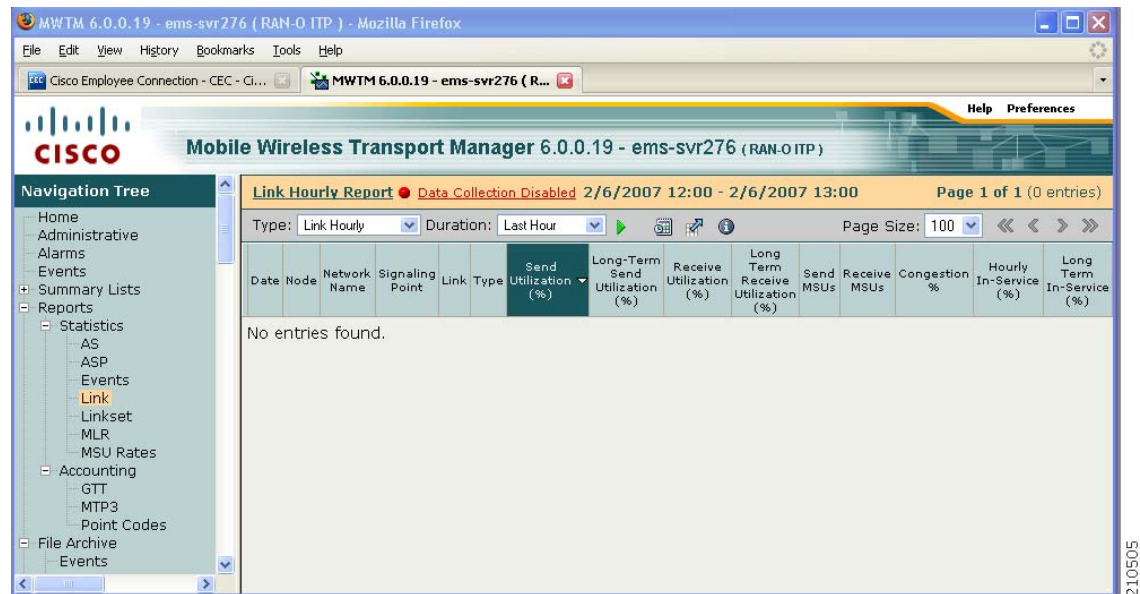 MWTM 6.0.0.19 - ems-svr276 ( RAN-O ITP ) - Mozilla Firefox
File Edit View History Bookmarks Tools Help
Cisco Employee Connection - CEC - Ci... MWTM 6.0.0.19 - ems-svr276 ( R...
Help Preferences
CISCO Mobile Wireless Transport Manager 6.0.0.19 - ems-svr276 ( RAN-O ITP )
Navigation Tree
Home
Administrative
Alarms
Events
Summary Lists
Reports
Statistics
AS
ASP
Events
Link
Linkset
MLR
MSU Rates
Accounting
GTT
MTP3
Point Codes
File Archive
Events
Link Hourly Report Data Collection Disabled 2/6/2007 12:00 - 2/6/2007 13:00 Page 1 of 1 (0 entries)
Type: Link Hourly Duration: Last Hour Page Size: 100
Date Node Network Name Signaling Point Link Type Send Utilization (%) Long-Term Send Utilization (%) Receive Utilization (%) Long Term Receive Utilization (%) Send MSUs Receive MSUs Congestion % Hourly In-Service (%) Long Term In-Service (%)
No entries found.
210505